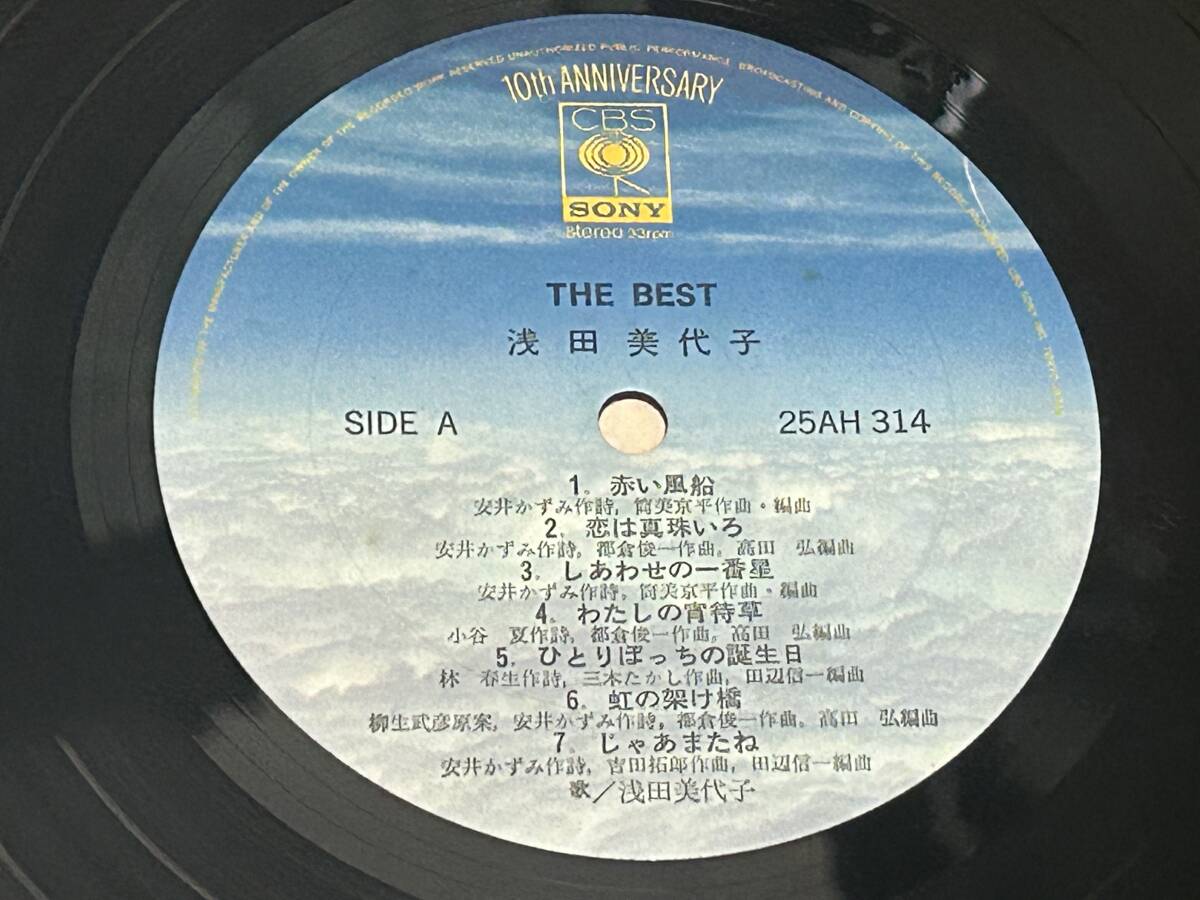 UNAUTHORIZED PUBLIC PERFORMANCE, BROADCASTING AND COPYING OF THIS RECORD PROHIBITED
10th ANNIVERSARY
CBS
SONY
Stereo 33rpm
THE BEST
浅田美代子
SIDE A
25AH 314
1。赤い風船
安井かずみ作詩，筒美京平作曲・編曲
2．恋は真珠いろ
安井かずみ作詩。都倉俊一作曲。高田　弘編曲
3．しあわせの一番星
安井かずみ作詩。筒美京平作曲・編曲
4．わたしの宵待草
小谷　夏作詩，都倉俊一作曲。高田　弘編曲
5．ひとりぼっちの誕生日
林　春生作詩，三木たかし作曲，田辺信一編曲
6．虹の架け橋
柳生武彦原案，安井かずみ作詩，都倉俊一作曲。高田　弘編曲
7。じゃあまたね
安井かずみ作詩，吉田拓郎作曲，田辺信一編曲
歌／浅田美代子